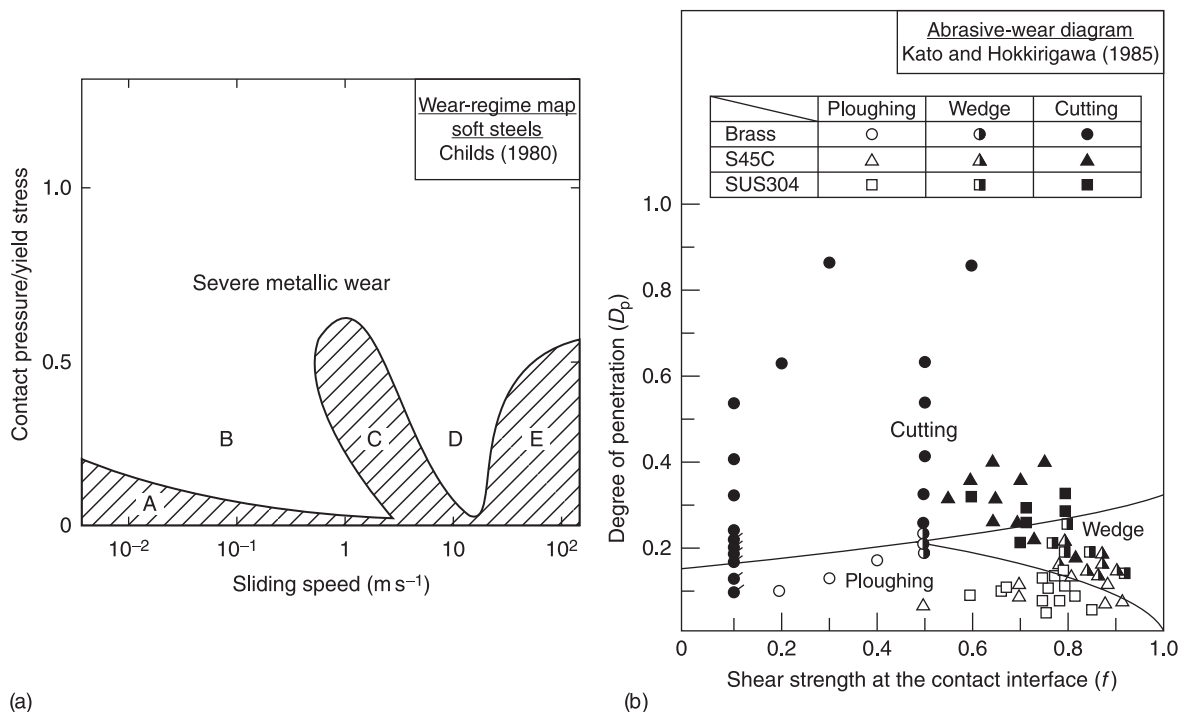 Wear-regime map
soft steels
Childs (1980)
Contact pressure/yield stress
1.0
0.5
0
Severe metallic wear
A
B
C
D
E
10⁻²
10⁻¹
1
10
10²
Sliding speed (m s⁻¹)
(a)
Abrasive-wear diagram
Kato and Hokkirigawa (1985)
Ploughing Wedge Cutting
Brass
S45C
SUS304
Degree of penetration (Dₚ)
1.0
0.8
0.6
0.4
0.2
Cutting
Wedge
Ploughing
0 0.2 0.4 0.6 0.8 1.0
Shear strength at the contact interface (f)
(b)